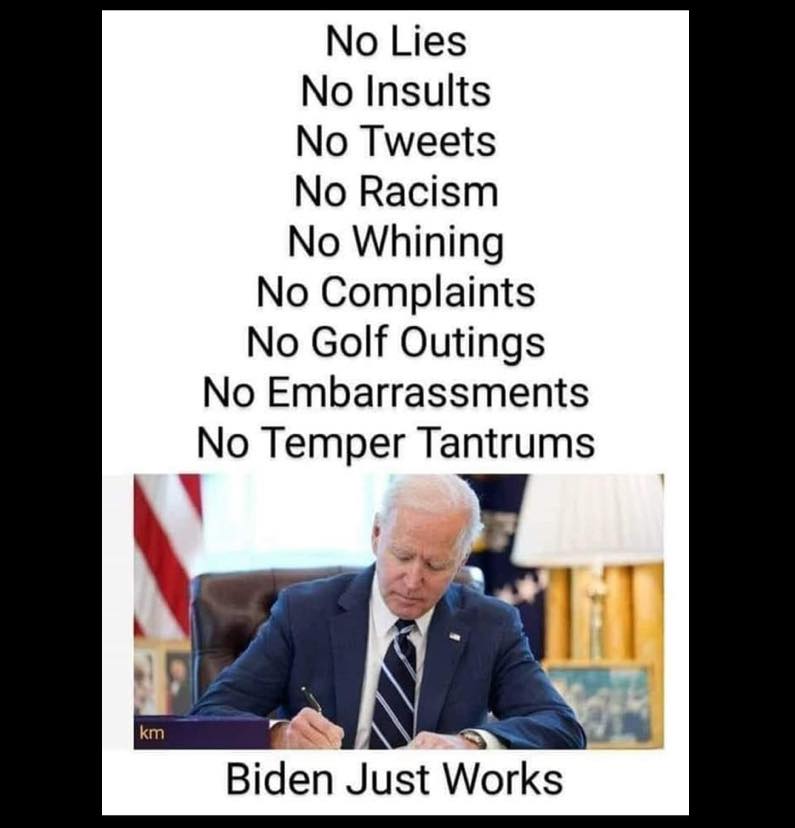 No Lies
No Insults
No Tweets
No Racism
No Whining
No Complaints
No Golf Outings
No Embarrassments
No Temper Tantrums
km
Biden Just Works